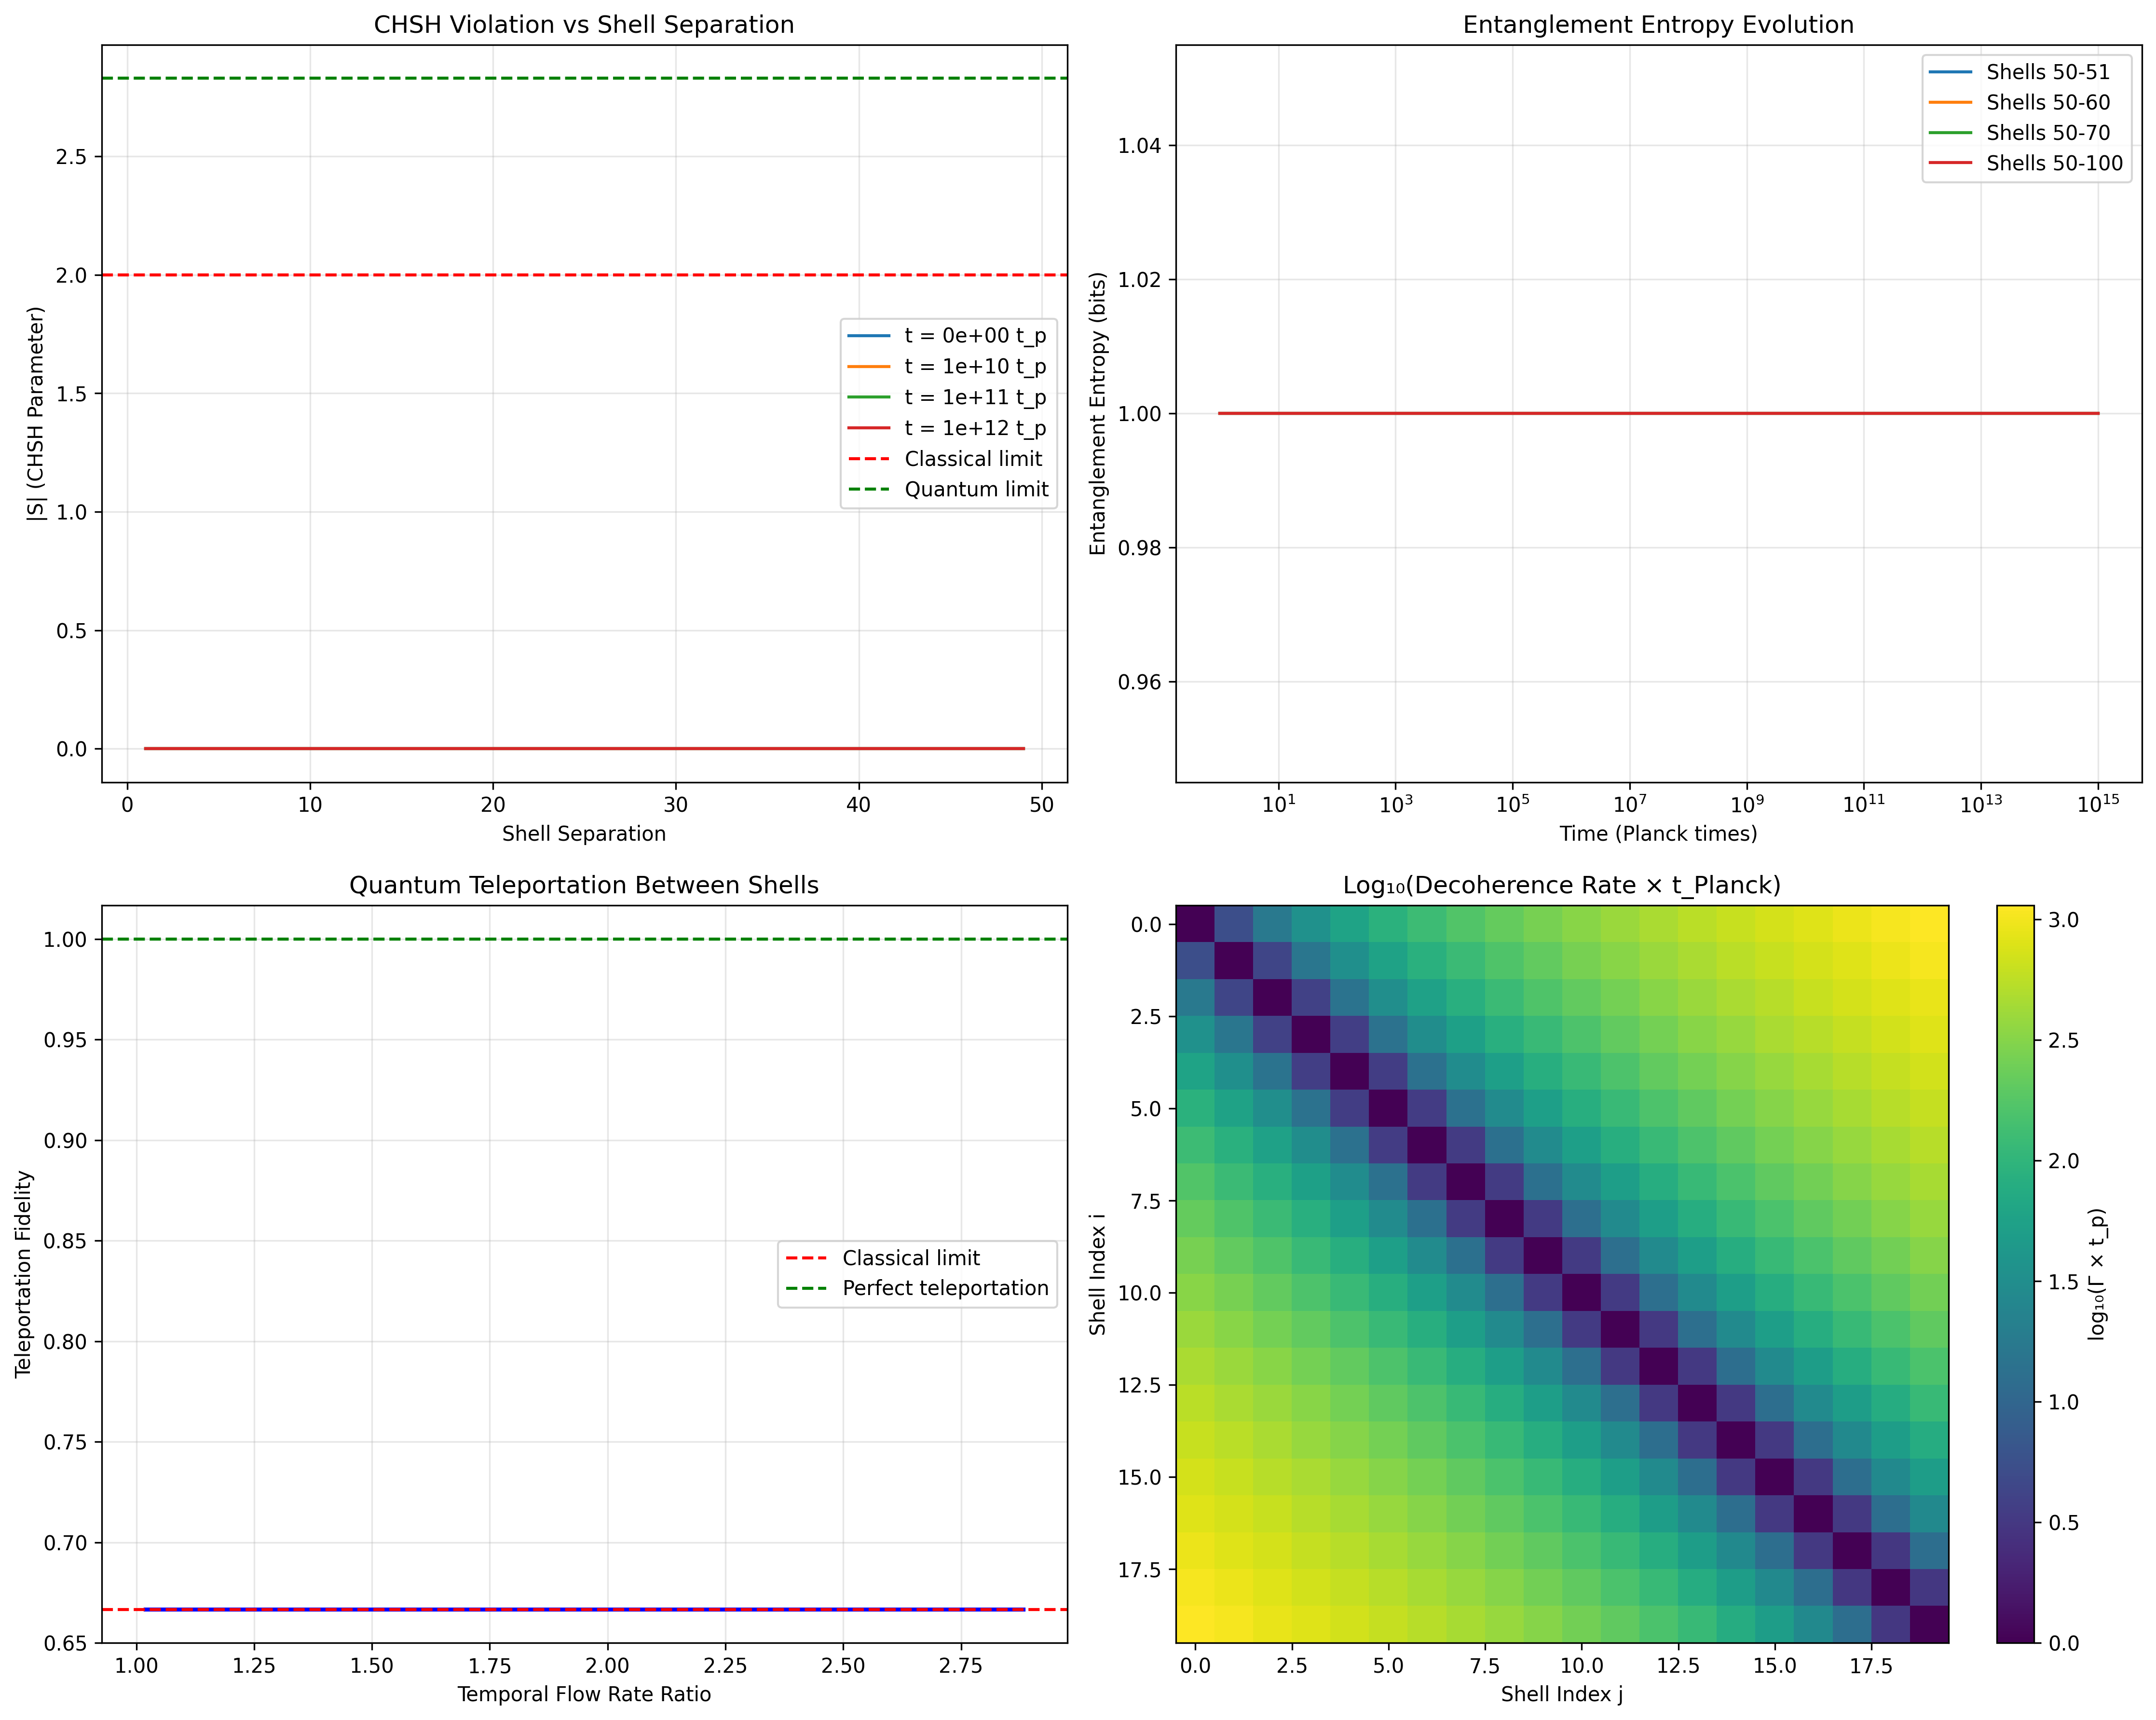 CHSH Violation vs Shell Separation
|S| (CHSH Parameter)
2.5
2.0
1.5
1.0
0.5
0.0
t = 0e+00 t_p
t = 1e+10 t_p
t = 1e+11 t_p
t = 1e+12 t_p
Classical limit
Quantum limit
0 10 20 30 40 50
Shell Separation
Entanglement Entropy Evolution
Entanglement Entropy (bits)
1.04
1.02
1.00
0.98
0.96
Shells 50-51
Shells 50-60
Shells 50-70
Shells 50-100
10¹ 10³ 10⁵ 10⁷ 10⁹ 10¹¹ 10¹³ 10¹⁵
Time (Planck times)
Quantum Teleportation Between Shells
Teleportation Fidelity
1.00
0.95
0.90
0.85
0.80
0.75
0.70
0.65
Classical limit
Perfect teleportation
1.00 1.25 1.50 1.75 2.00 2.25 2.50 2.75
Temporal Flow Rate Ratio
Log₁₀(Decoherence Rate × t_Planck)
Shell Index i
0.0
2.5
5.0
7.5
10.0
12.5
15.0
17.5
0.0 2.5 5.0 7.5 10.0 12.5 15.0 17.5
Shell Index j
3.0
2.5
2.0
1.5
1.0
0.5
0.0
log₁₀(Γ × t_p)